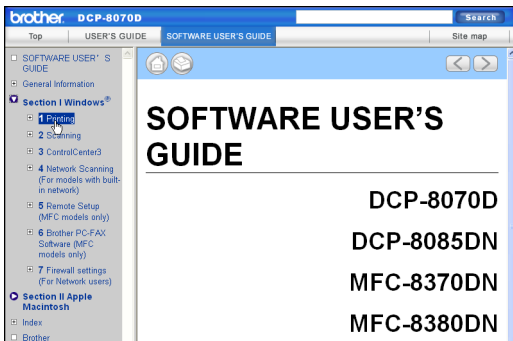 brother. DCP-8070D
Search
Top USER'S GUIDE SOFTWARE USER'S GUIDE Site map
SOFTWARE USER' S
GUIDE
General Information
Section I Windows®
1 Printing
2 Scanning
3 ControlCenter3
4 Network Scanning
(For models with built-
in network)
5 Remote Setup
(MFC models only)
6 Brother PC-FAX
Software (MFC
models only)
7 Firewall settings
(For Network users)
Section II Apple
Macintosh
Index
Brother
SOFTWARE USER'S
GUIDE
DCP-8070D
DCP-8085DN
MFC-8370DN
MFC-8380DN